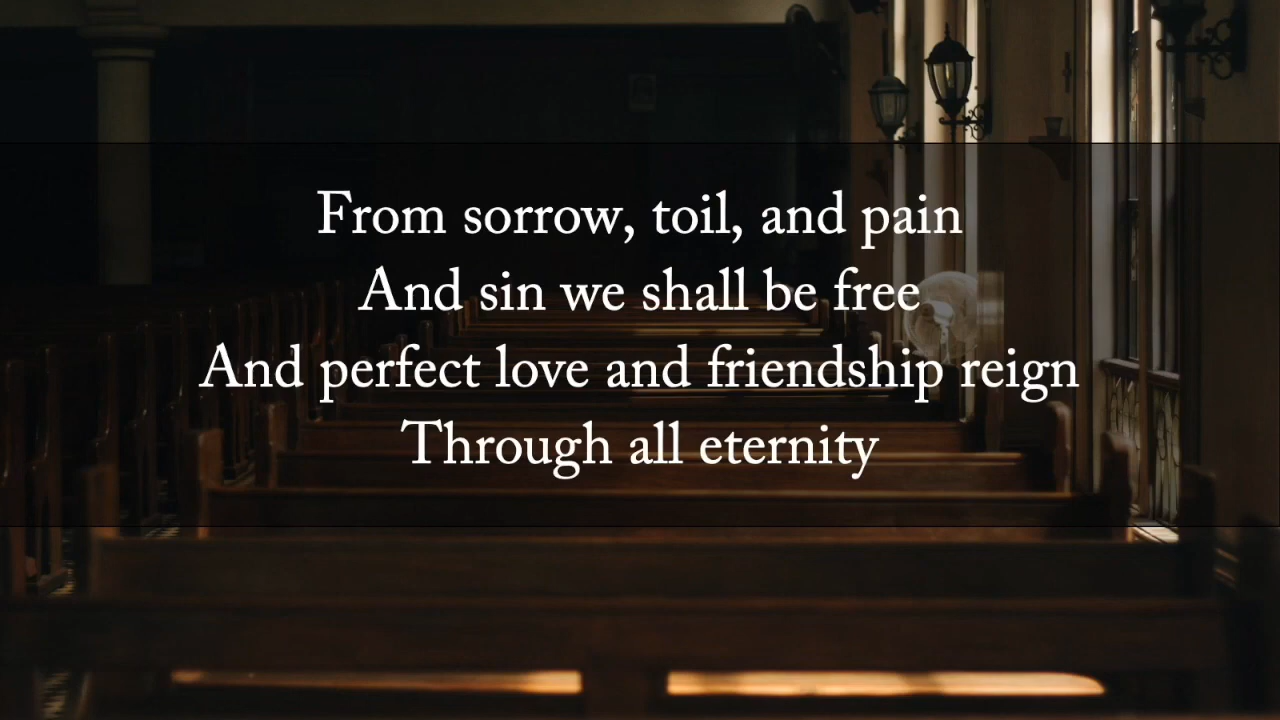 From sorrow, toil, and pain
And sin we shall be free
And perfect love and friendship reign
Through all eternity